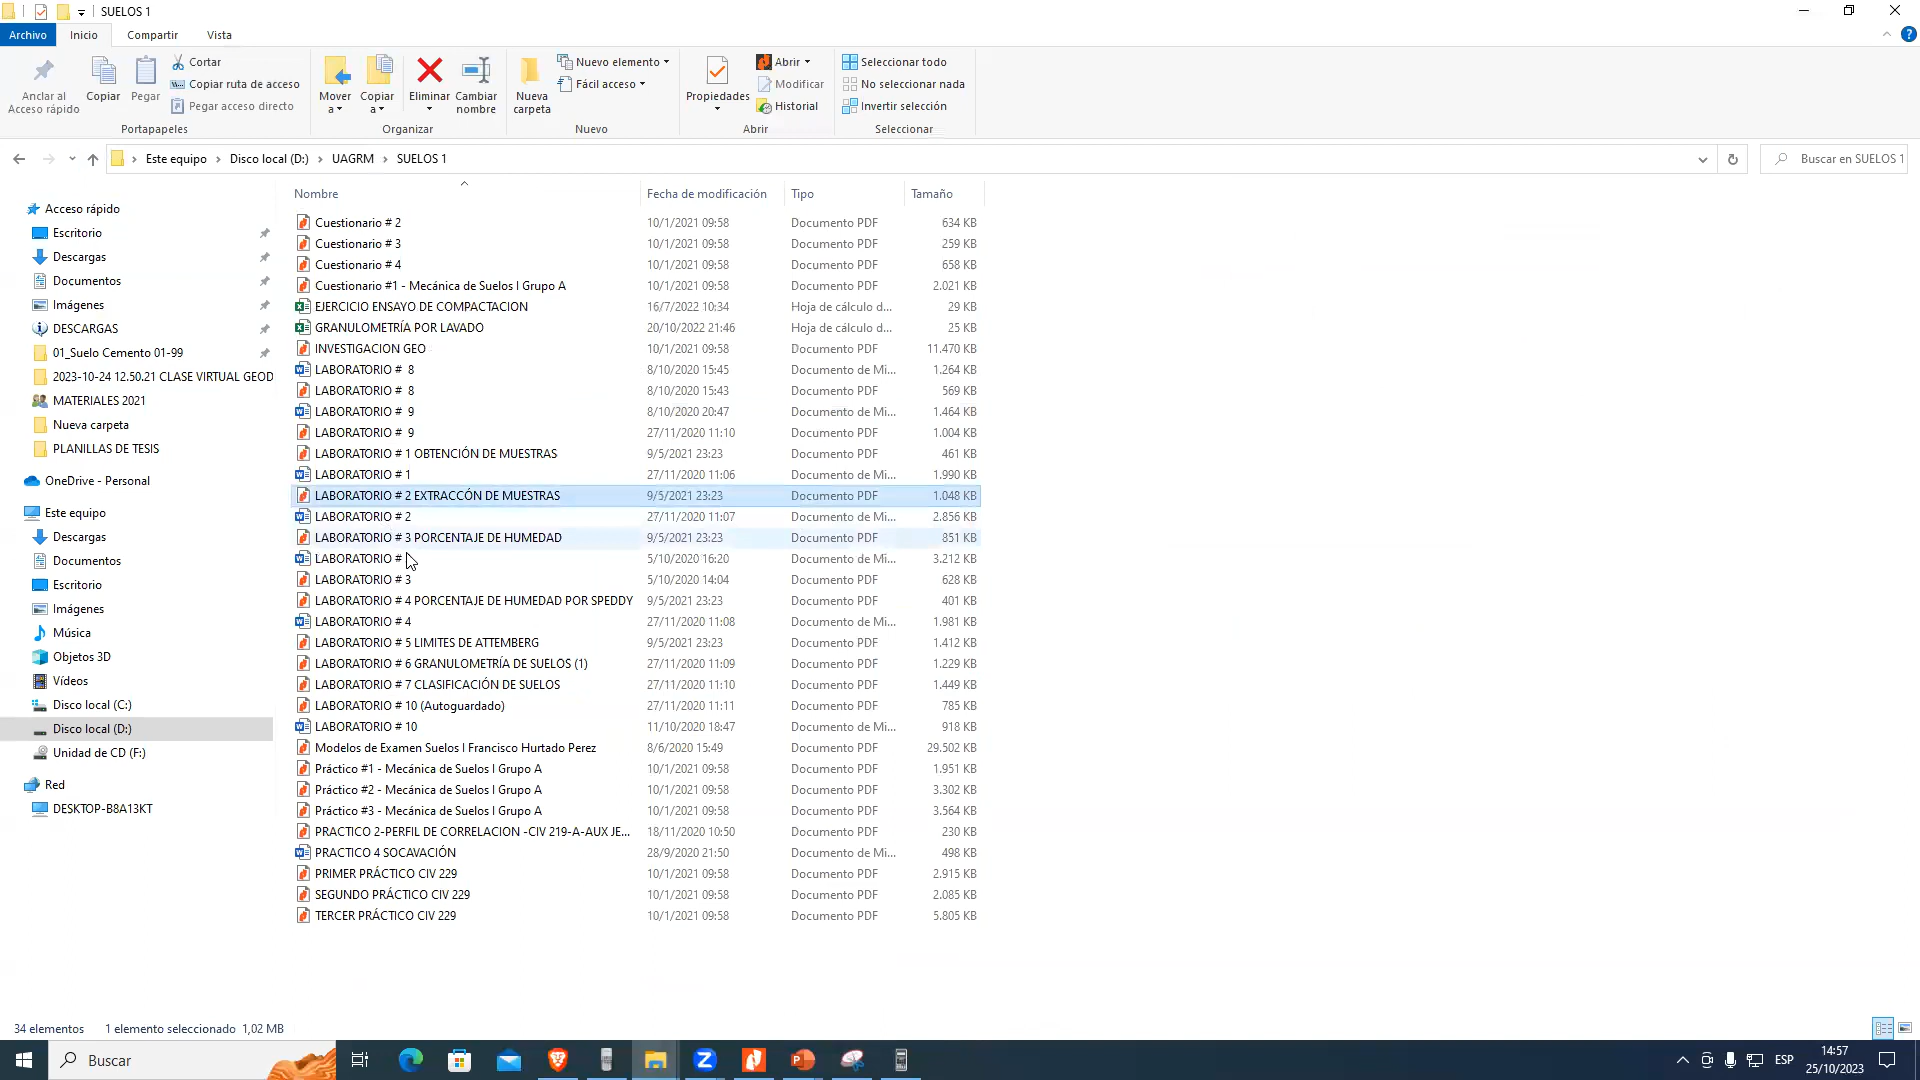 SUELOS 1
Archivo Inicio Compartir Vista
Anclar al Acceso rápido
Copiar
Pegar
Cortar
Copiar ruta de acceso
Pegar acceso directo
Portapapeles
Mover a
Copiar a
Eliminar
Cambiar nombre
Organizar
Nueva carpeta
Nuevo elemento
Fácil acceso
Nuevo
Propiedades
Abrir
Modificar
Historial
Abrir
Seleccionar todo
No seleccionar nada
Invertir selección
Seleccionar
Este equipo > Disco local (D:) > UAGRM > SUELOS 1
Buscar en SUELOS 1
Acceso rápido
Escritorio
Descargas
Documentos
Imágenes
DESCARGAS
01_Suelo Cemento 01-99
2023-10-24 12.50.21 CLASE VIRTUAL GEOD
MATERIALES 2021
Nueva carpeta
PLANILLAS DE TESIS
OneDrive - Personal
Este equipo
Descargas
Documentos
Escritorio
Imágenes
Música
Objetos 3D
Vídeos
Disco local (C:)
Disco local (D:)
Unidad de CD (F:)
Red
DESKTOP-B8A13KT
Nombre Fecha de modificación Tipo Tamaño
Cuestionario # 2 10/1/2021 09:58 Documento PDF 634 KB
Cuestionario # 3 10/1/2021 09:58 Documento PDF 259 KB
Cuestionario # 4 10/1/2021 09:58 Documento PDF 658 KB
Cuestionario #1 - Mecánica de Suelos I Grupo A 10/1/2021 09:58 Documento PDF 2.021 KB
EJERCICIO ENSAYO DE COMPACTACION 16/7/2022 10:34 Hoja de cálculo d... 29 KB
GRANULOMETRÍA POR LAVADO 20/10/2022 21:46 Hoja de cálculo d... 25 KB
INVESTIGACION GEO 10/1/2021 09:58 Documento PDF 11.470 KB
LABORATORIO # 8 8/10/2020 15:45 Documento de Mi... 1.264 KB
LABORATORIO # 8 8/10/2020 15:43 Documento PDF 569 KB
LABORATORIO # 9 8/10/2020 20:47 Documento de Mi... 1.464 KB
LABORATORIO # 9 27/11/2020 11:10 Documento PDF 1.004 KB
LABORATORIO # 1 OBTENCIÓN DE MUESTRAS 9/5/2021 23:23 Documento PDF 461 KB
LABORATORIO # 1 27/11/2020 11:06 Documento de Mi... 1.990 KB
LABORATORIO # 2 EXTRACCÓN DE MUESTRAS 9/5/2021 23:23 Documento PDF 1.048 KB
LABORATORIO # 2 27/11/2020 11:07 Documento de Mi... 2.856 KB
LABORATORIO # 3 PORCENTAJE DE HUMEDAD 9/5/2021 23:23 Documento PDF 851 KB
LABORATORIO # 5/10/2020 16:20 Documento de Mi... 3.212 KB
LABORATORIO # 3 5/10/2020 14:04 Documento PDF 628 KB
LABORATORIO # 4 PORCENTAJE DE HUMEDAD POR SPEDDY 9/5/2021 23:23 Documento PDF 401 KB
LABORATORIO # 4 27/11/2020 11:08 Documento de Mi... 1.981 KB
LABORATORIO # 5 LIMITES DE ATTEMBERG 9/5/2021 23:23 Documento PDF 1.412 KB
LABORATORIO # 6 GRANULOMETRÍA DE SUELOS (1) 27/11/2020 11:09 Documento PDF 1.229 KB
LABORATORIO # 7 CLASIFICACIÓN DE SUELOS 27/11/2020 11:10 Documento PDF 1.449 KB
LABORATORIO # 10 (Autoguardado) 27/11/2020 11:11 Documento PDF 785 KB
LABORATORIO # 10 11/10/2020 18:47 Documento de Mi... 918 KB
Modelos de Examen Suelos I Francisco Hurtado Perez 8/6/2020 15:49 Documento PDF 29.502 KB
Práctico #1 - Mecánica de Suelos I Grupo A 10/1/2021 09:58 Documento PDF 1.951 KB
Práctico #2 - Mecánica de Suelos I Grupo A 10/1/2021 09:58 Documento PDF 3.302 KB
Práctico #3 - Mecánica de Suelos I Grupo A 10/1/2021 09:58 Documento PDF 3.564 KB
PRACTICO 2-PERFIL DE CORRELACION -CIV 219-A-AUX JE... 18/11/2020 10:50 Documento PDF 230 KB
PRACTICO 4 SOCAVACIÓN 28/9/2020 21:50 Documento de Mi... 498 KB
PRIMER PRÁCTICO CIV 229 10/1/2021 09:58 Documento PDF 2.915 KB
SEGUNDO PRÁCTICO CIV 229 10/1/2021 09:58 Documento PDF 2.085 KB
TERCER PRÁCTICO CIV 229 10/1/2021 09:58 Documento PDF 5.805 KB
34 elementos 1 elemento seleccionado 1,02 MB
Buscar
ESP
14:57
25/10/2023